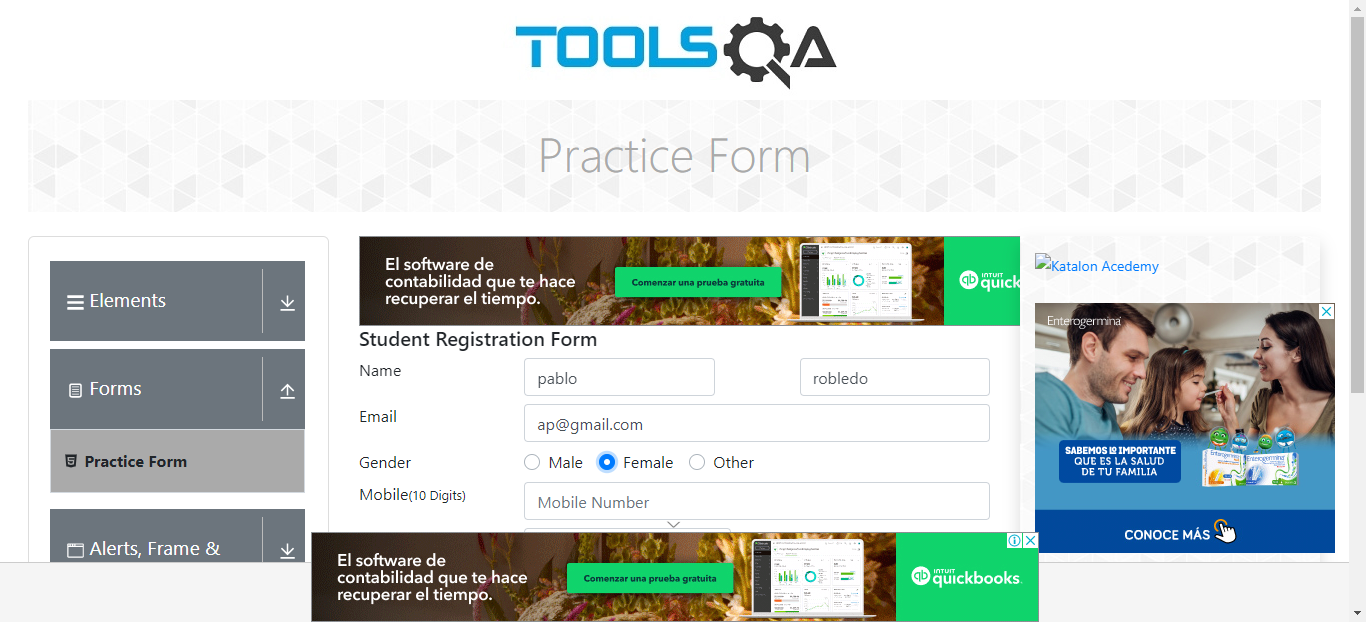 TOOLSQA
Practice Form
Elements
Forms
Practice Form
Alerts, Frame &
El software de
contabilidad que te hace
recuperar el tiempo.
Comenzar una prueba gratuita
INTUIT
quick
Student Registration Form
Name
pablo
robledo
Email
ap@gmail.com
Gender
Male
Female
Other
Mobile(10 Digits)
Mobile Number
Katalon Acedemy
Enterogermina
SABEMOS LO IMPORTANTE
QUE ES LA SALUD
DE TU FAMILIA
Enterogermina
Enterogermina
CONOCE MÁS
El software de
contabilidad que te hace
recuperar el tiempo.
Comenzar una prueba gratuita
INTUIT
quickbooks